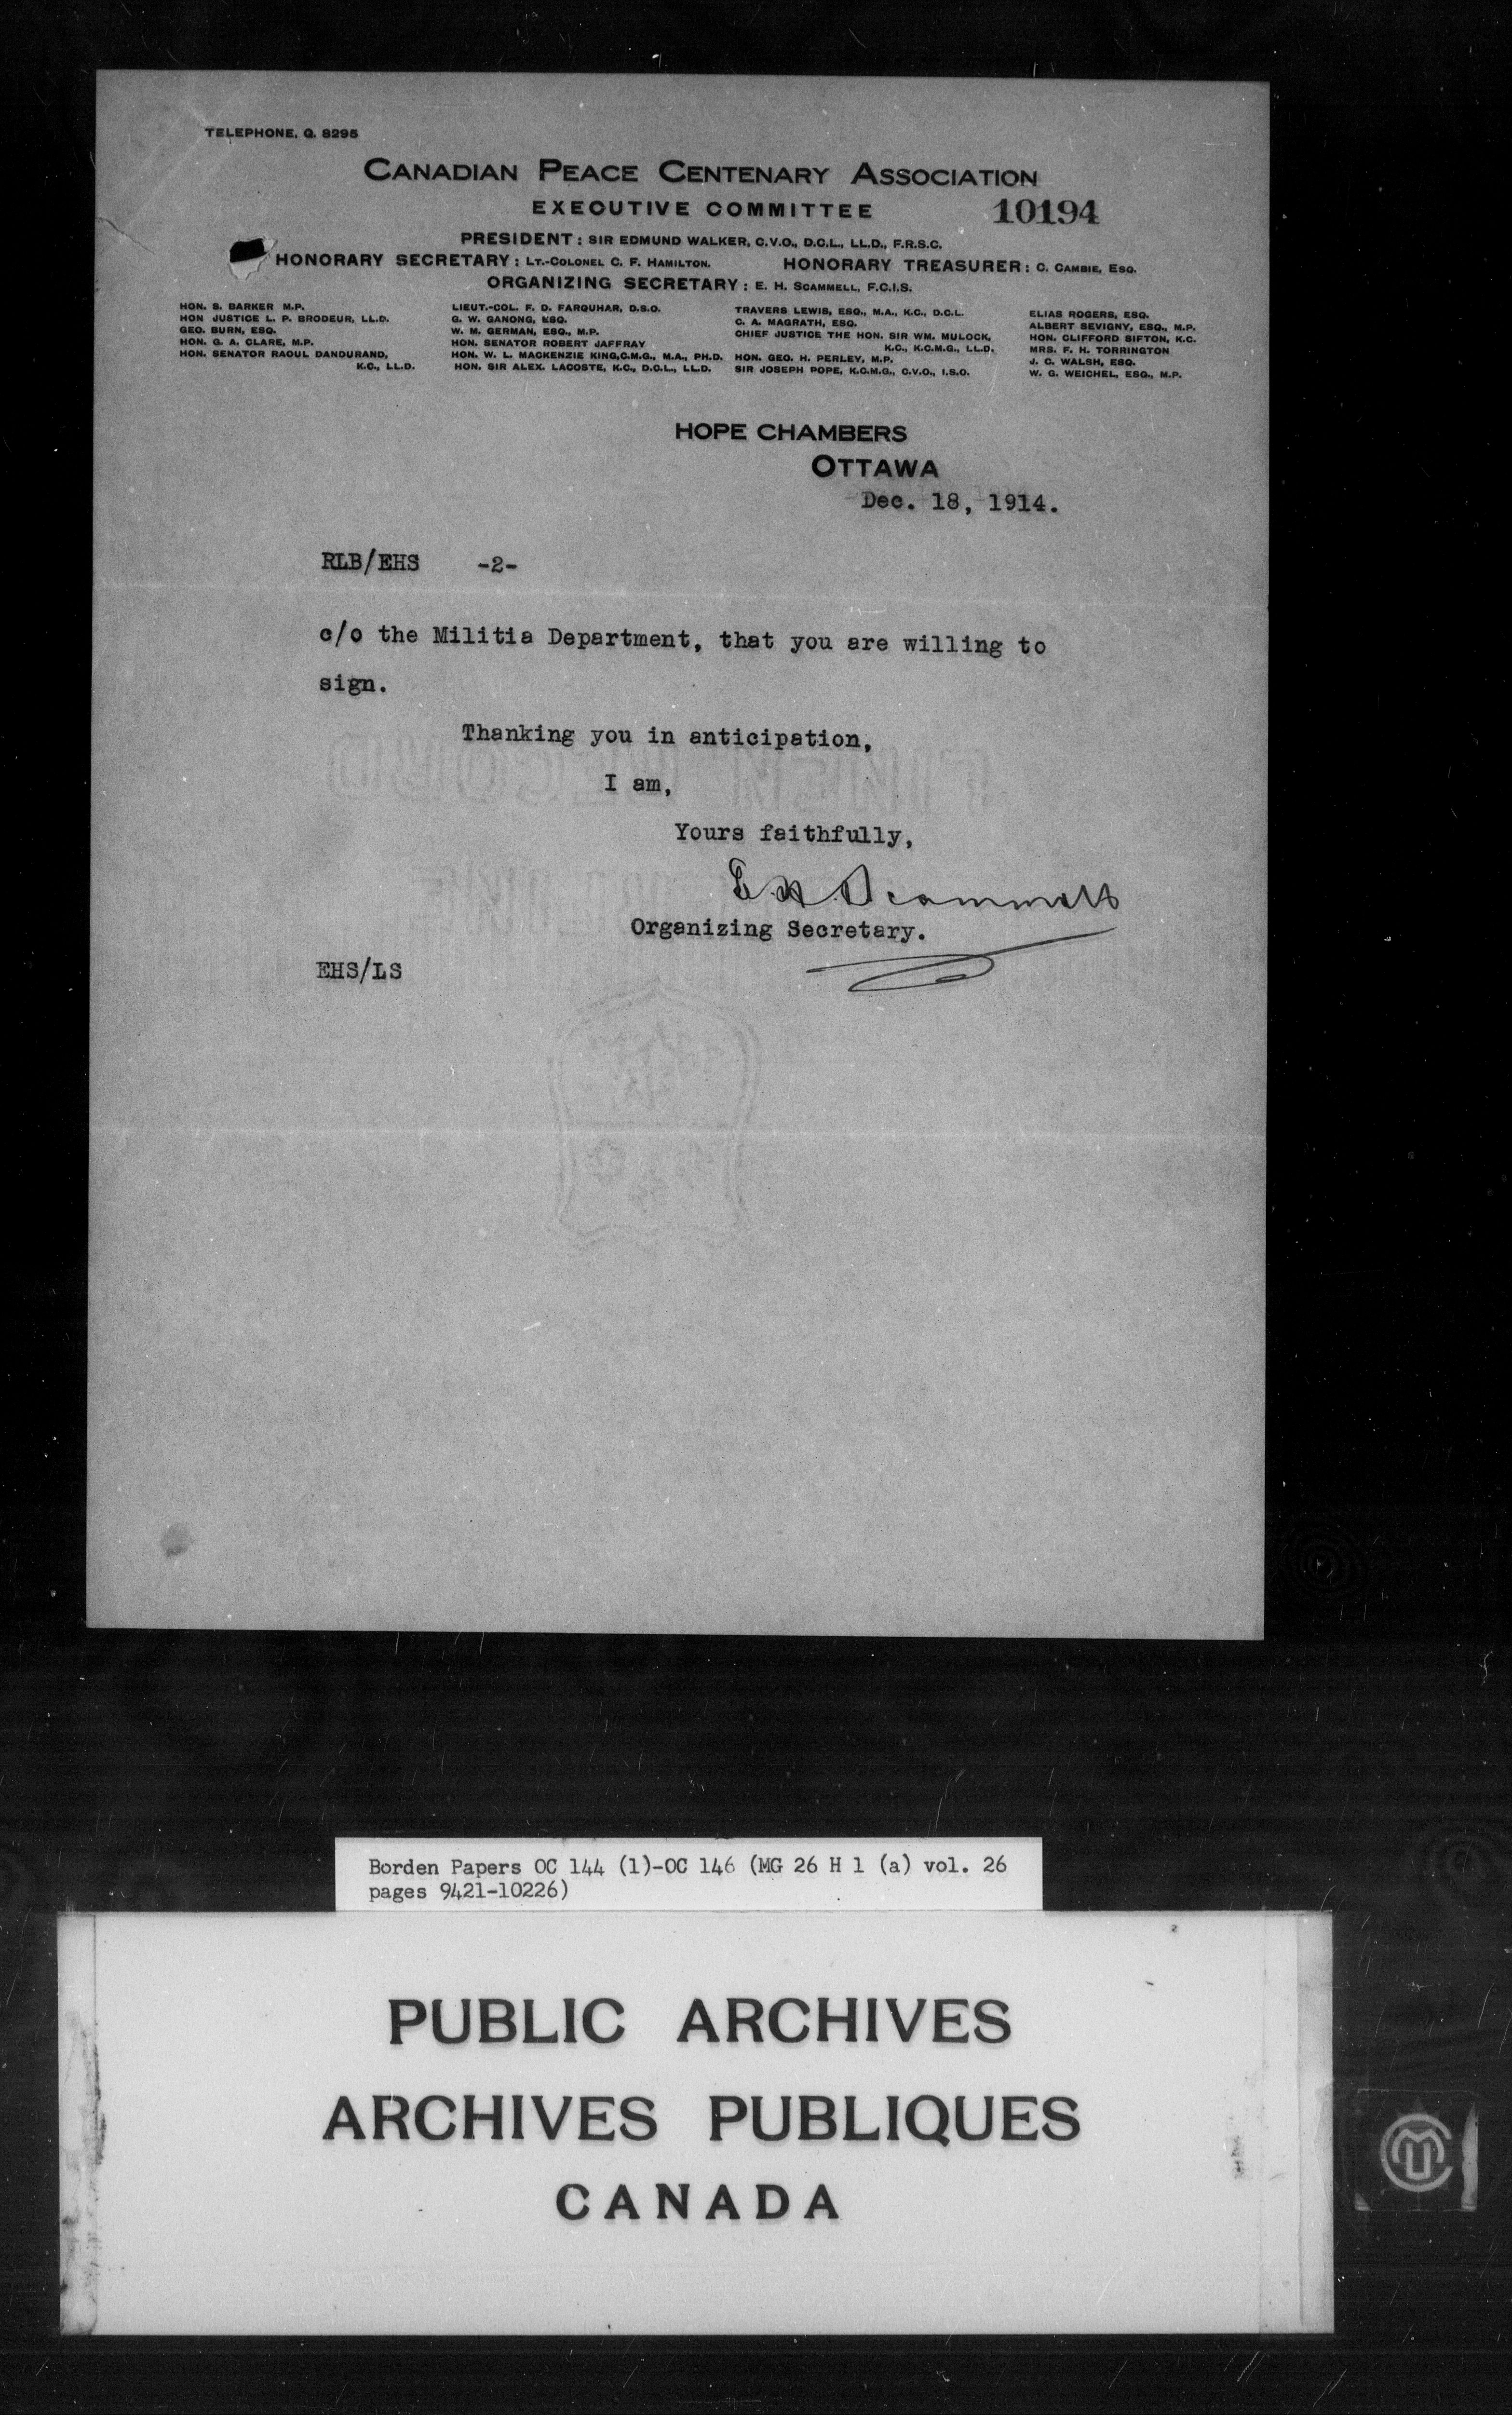 TELEPHONE, Q. 8295
CANADIAN PEACE CENTENARY ASSOCIATION
EXECUTIVE COMMITTEE
10194
PRESIDENT: SIR EDMUND WALKER, C.V.O., D.C.L., LL.D., F.R.S.C.
HONORARY SECRETARY: LT.-COLONEL C. F. HAMILTON. HONORARY TREASURER: C. CAMBIE, ESQ.
ORGANIZING SECRETARY: E. H. SCAMMELL, F.C.I.S.
HON. S. BARKER M.P.
HON JUSTICE L. P. BRODEUR, LL.D.
GEO. BURN, ESQ.
HON. G. A. CLARE, M.P.
HON. SENATOR RAOUL DANDURAND,
K.C., LL.D.
LIEUT.-COL. F. D. FARQUHAR, D.S.O.
G. W. GANONG, ESQ.
W. M. GERMAN, ESQ., M.P.
HON. SENATOR ROBERT JAFFRAY
HON. W. L. MACKENZIE KING, C.M.G., M.A., PH.D.
HON. SIR ALEX. LACOSTE, K.C., D.C.L., LL.D.
TRAVERS LEWIS, ESQ., M.A., K.C., D.C.L.
C. A. MAGRATH, ESQ.
CHIEF JUSTICE THE HON. SIR WM. MULOCK,
K.C., K.C.M.G., LL.D.
HON. GEO. H. PERLEY, M.P.
SIR JOSEPH POPE, K.C.M.G., C.V.O., I.S.O.
ELIAS ROGERS, ESQ.
ALBERT SEVIGNY, ESQ., M.P.
HON. CLIFFORD SIFTON, K.C.
MRS. F. H. TORRINGTON
J. C. WALSH, ESQ.
W. G. WEICHEL, ESQ., M.P.
HOPE CHAMBERS
OTTAWA
Dec. 18, 1914.
RLB/EHS -2-
c/o the Militia Department, that you are willing to
sign.
Thanking you in anticipation,
I am,
Yours faithfully,
E. H. Scammell
Organizing Secretary.
EHS/LS
Borden Papers OC 144 (1)-OC 146 (MG 26 H 1 (a) vol. 26
pages 9421-10226)
PUBLIC ARCHIVES
ARCHIVES PUBLIQUES
CANADA